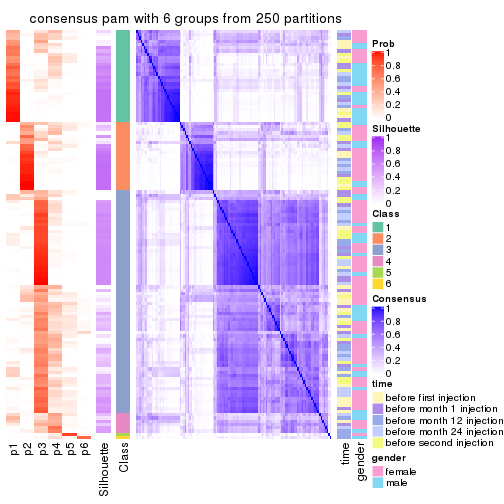 consensus pam with 6 groups from 250 partitions
Prob
1
0.8
0.6
0.4
0.2
0
Silhouette
1
0.8
0.6
0.4
0.2
0
Class
1
2
3
4
5
6
Consensus
1
0.8
0.6
0.4
0.2
0
time
before first injection
before month 1 injection
before month 12 injection
before month 24 injection
before second injection
gender
female
male
p1
p2
p3
p4
p5
p6
Silhouette
Class
time
gender